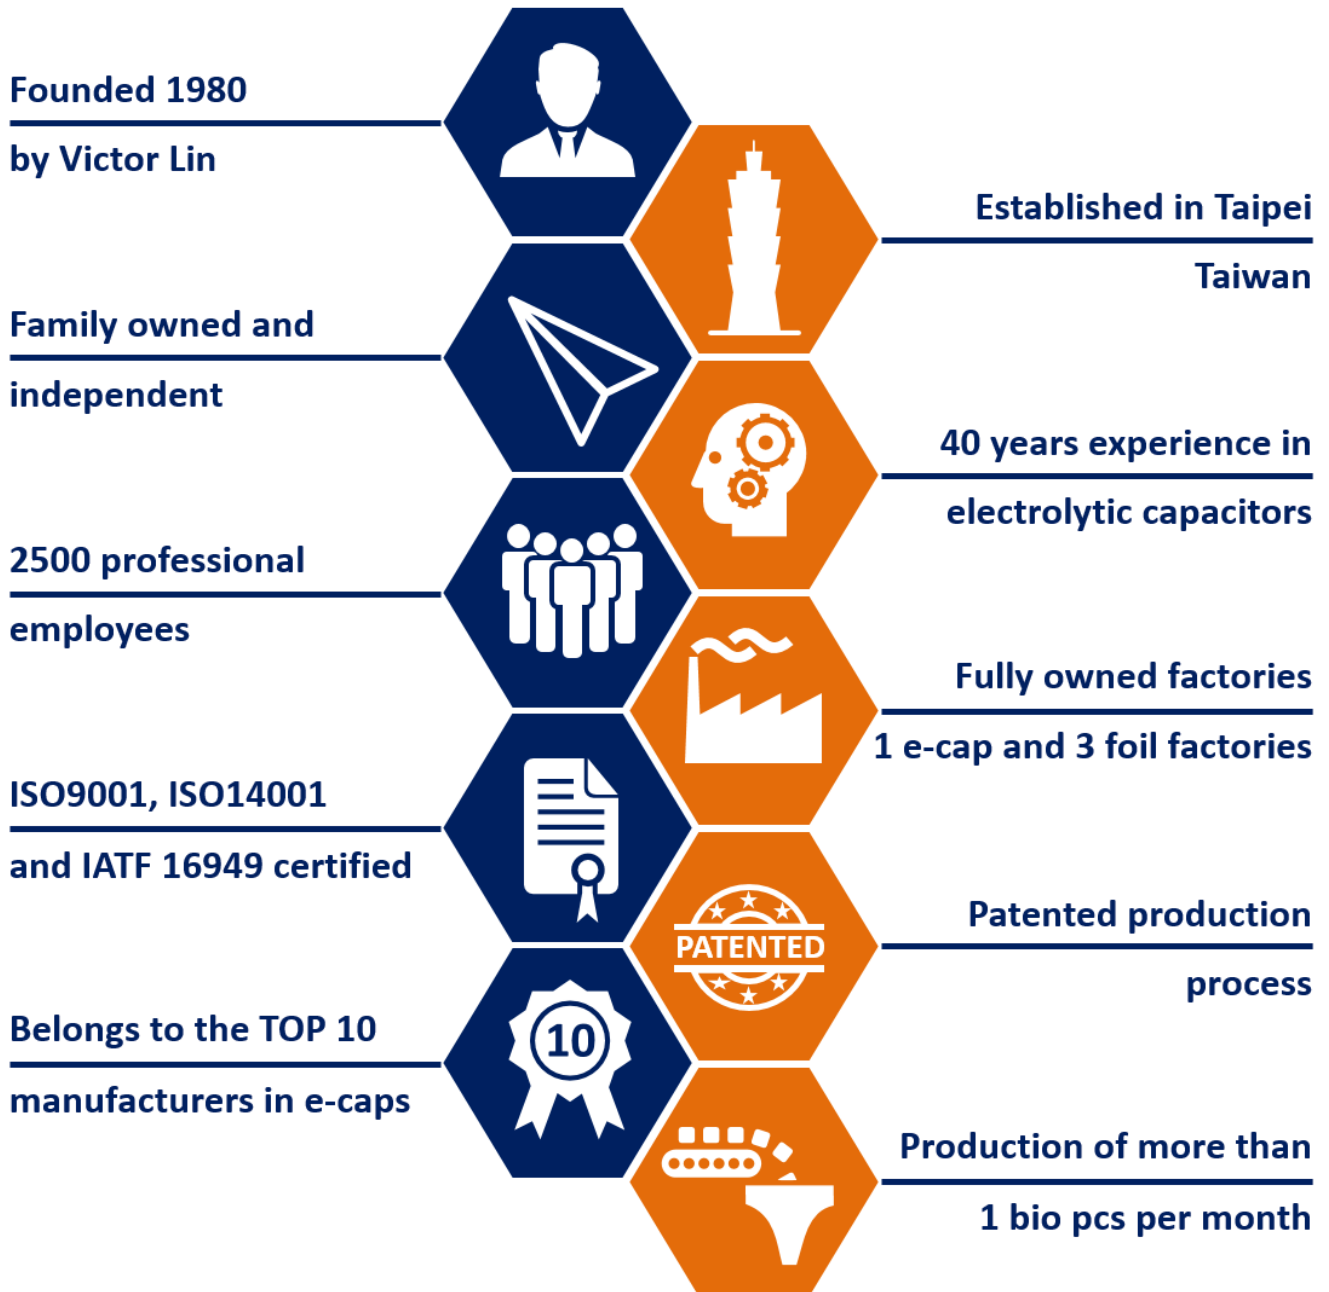 Founded 1980
by Victor Lin
Established in Taipei
Taiwan
Family owned and
independent
40 years experience in
electrolytic capacitors
2500 professional
employees
Fully owned factories
1 e-cap and 3 foil factories
ISO9001, ISO14001
and IATF 16949 certified
PATENTED
Patented production
process
Belongs to the TOP 10
manufacturers in e-caps
10
Production of more than
1 bio pcs per month